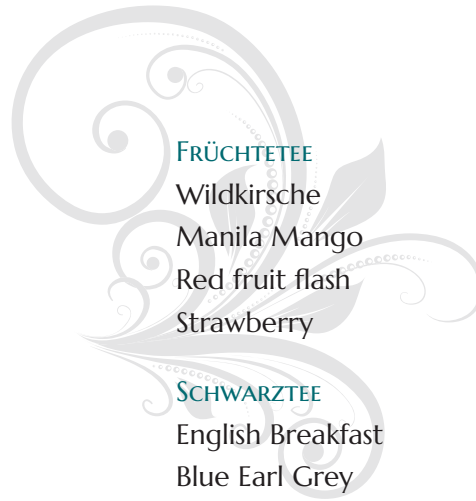 Früchtetee
Wildkirsche
Manila Mango
Red fruit flash
Strawberry
Schwarztee
English Breakfast
Blue Earl Grey